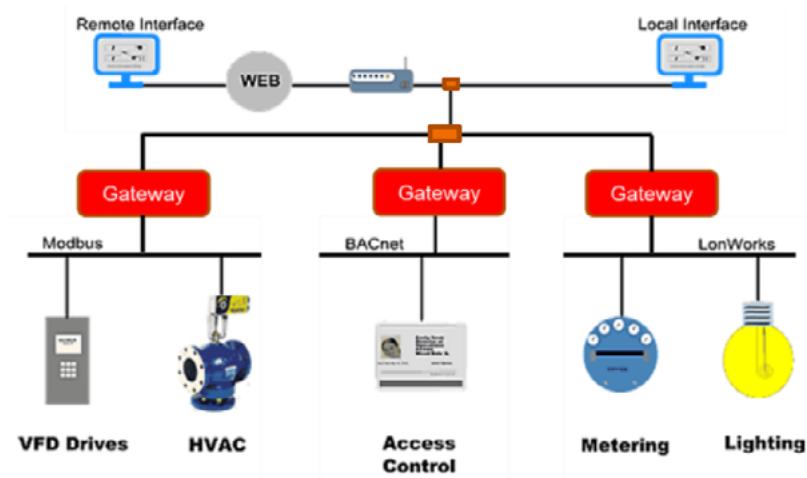 Remote Interface
Local Interface
WEB
Gateway
Gateway
Gateway
Modbus
BACnet
LonWorks
VFD Drives
HVAC
Access
Control
Metering
Lighting